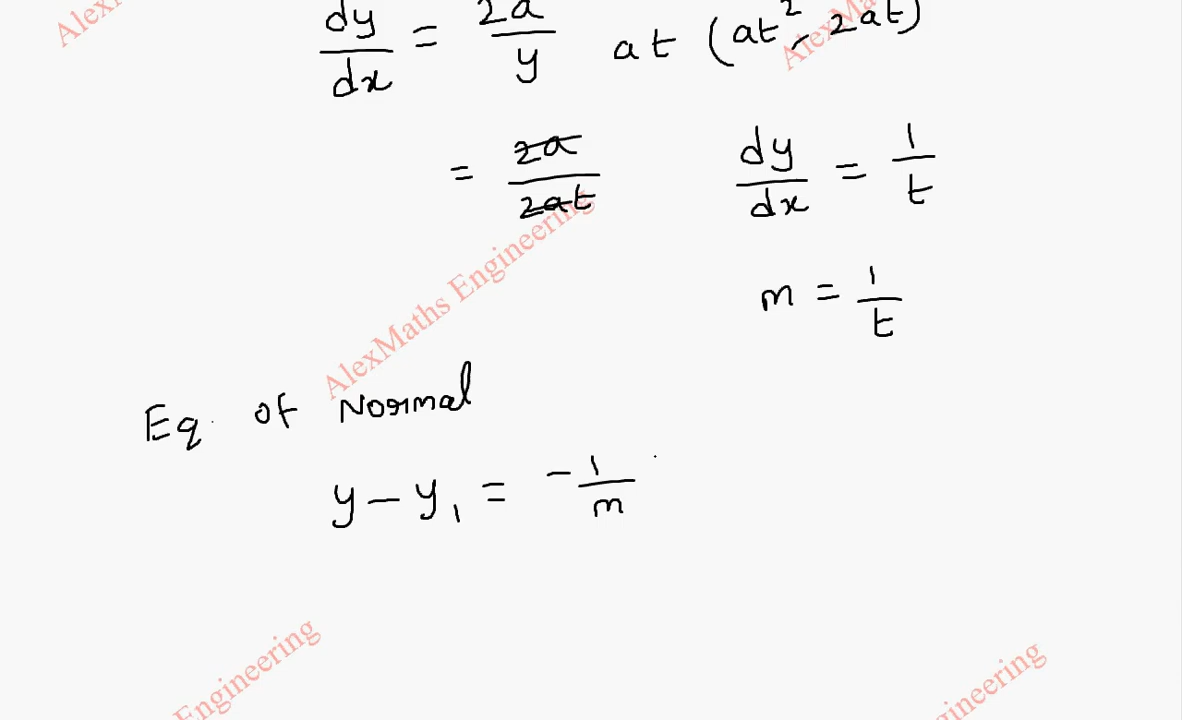 dy/dx = 2a/y at (at², 2at)
= 2a/2at dy/dx = 1/t
m = 1/t
AlexMaths Engineering
Eq. of Normal
y - y₁ = -1/m
Engineering